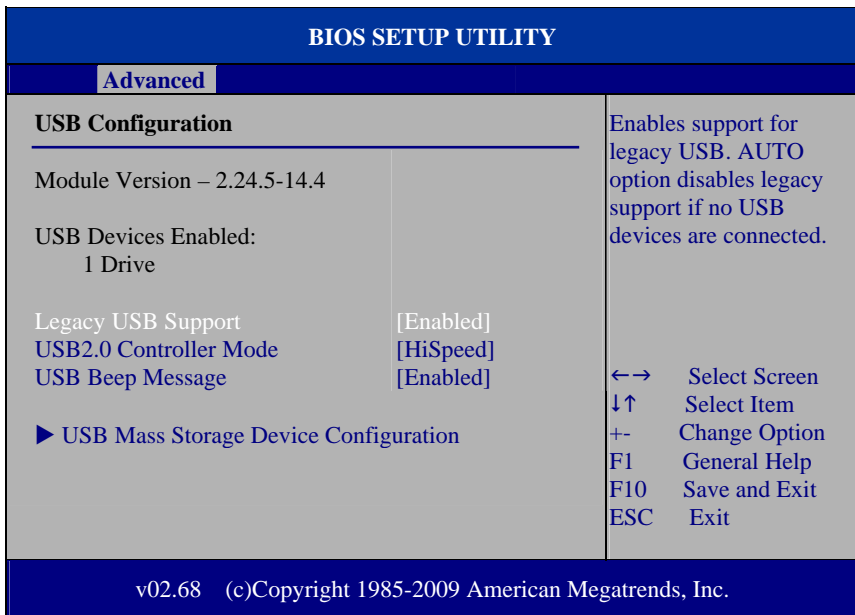 BIOS SETUP UTILITY
Advanced
USB Configuration
Module Version – 2.24.5-14.4
USB Devices Enabled:
1 Drive
Legacy USB Support [Enabled]
USB2.0 Controller Mode [HiSpeed]
USB Beep Message [Enabled]
▶ USB Mass Storage Device Configuration
Enables support for
legacy USB. AUTO
option disables legacy
support if no USB
devices are connected.
←→ Select Screen
↓↑ Select Item
+- Change Option
F1 General Help
F10 Save and Exit
ESC Exit
v02.68 (c)Copyright 1985-2009 American Megatrends, Inc.